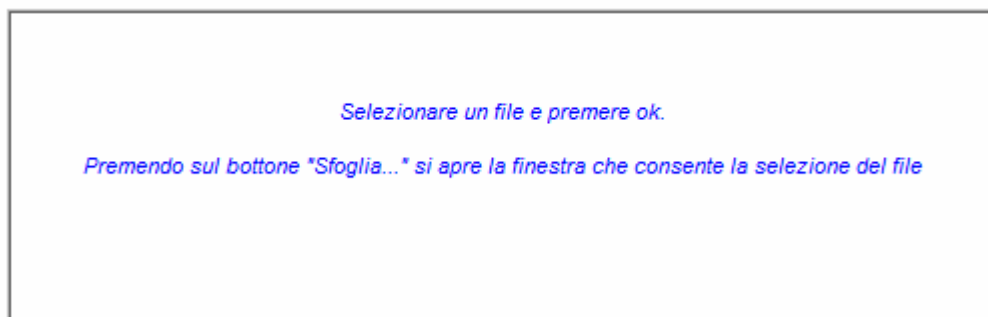 Selezionare un file e premere ok.
Premendo sul bottone "Sfoglia..." si apre la finestra che consente la selezione del file